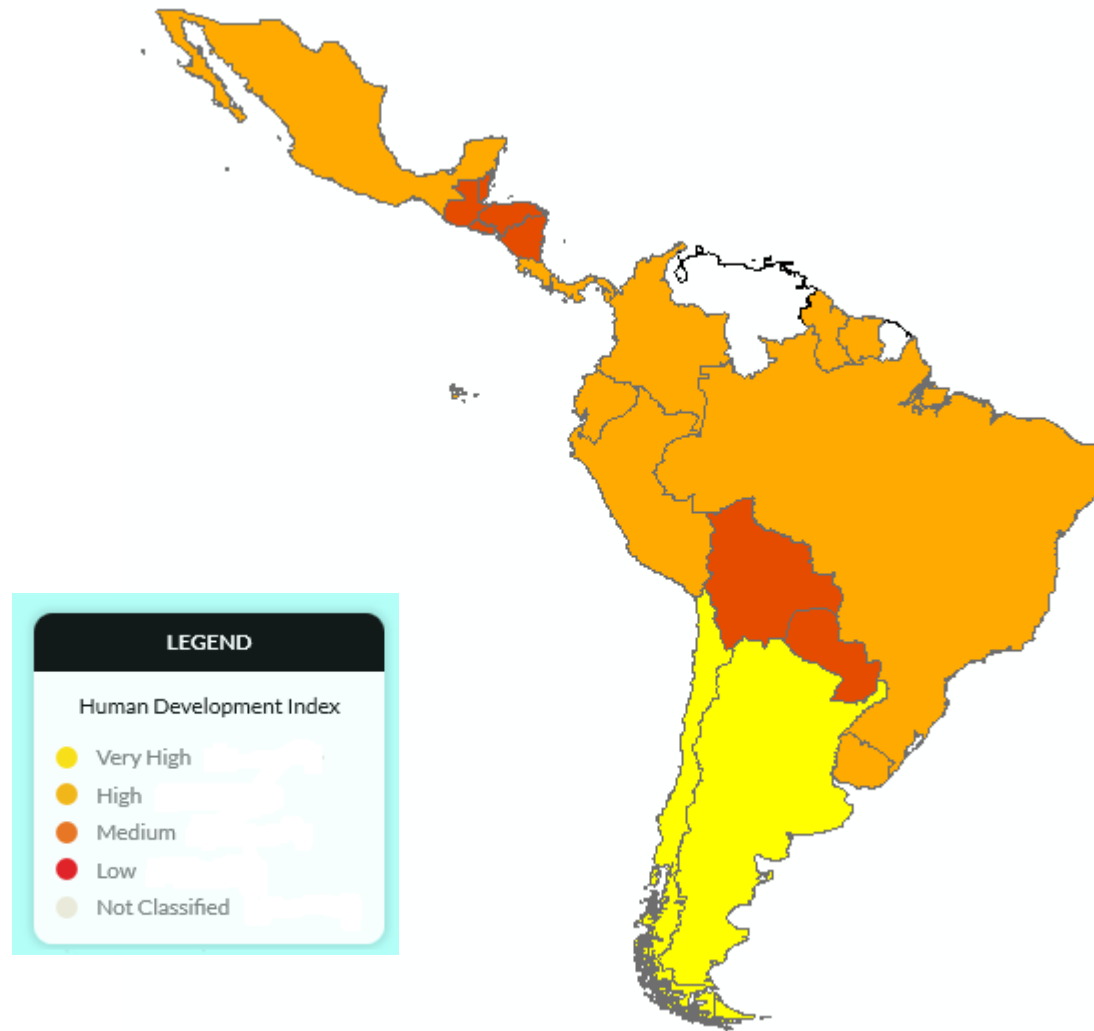 LEGEND
Human Development Index
Very High
High
Medium
Low
Not Classified